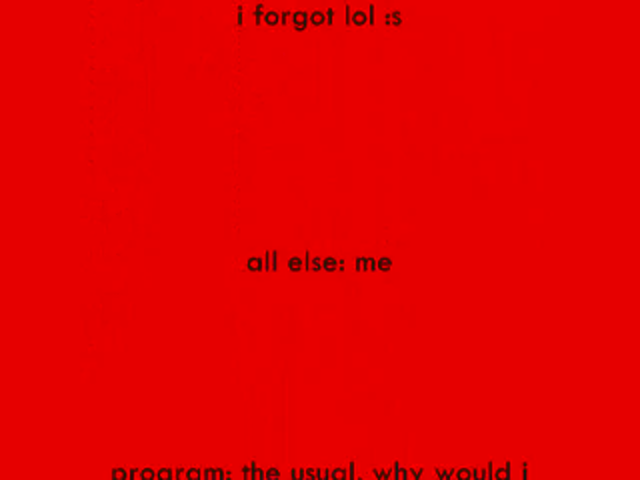 i forgot lol :s
all else: me
program: the usual, why would i